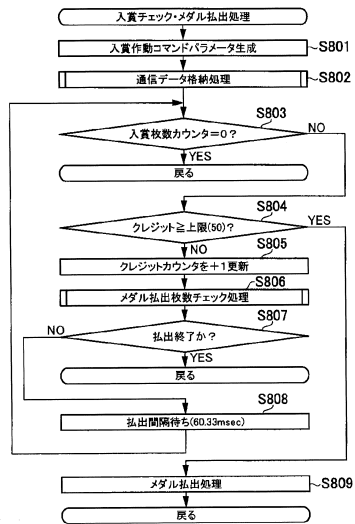 入賞チェック・メダル払出処理
入賞作動コマンドパラメータ生成 S801
通信データ格納処理 S802
S803
入賞枚数カウンタ=0? NO
YES
戻る
S804
クレジット≧上限(50)? YES
NO S805
クレジットカウンタを+1更新
S806
メダル払出枚数チェック処理
S807
NO 払出終了か?
YES
戻る
S808
払出間隔待ち(60.33msec)
メダル払出処理 S809
戻る